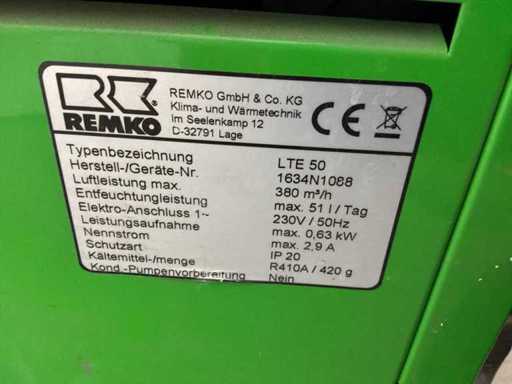 REMKO
REMKO GmbH & Co. KG
Klima- und Wärmetechnik
Im Seelenkamp 12
D-32791 Lage
CE
Typenbezeichnung LTE 50
Herstell-/Geräte-Nr. 1634N1088
Luftleistung max. 380 m³/h
Entfeuchtungleistung max. 51 l / Tag
Elektro-Anschluss 1~ 230V / 50Hz
Leistungsaufnahme max. 0,63 kW
Nennstrom max. 2,9 A
Schutzart IP 20
Kältemittel-/menge R410A / 420 g
Kond.-Pumpenvorbereitung Nein